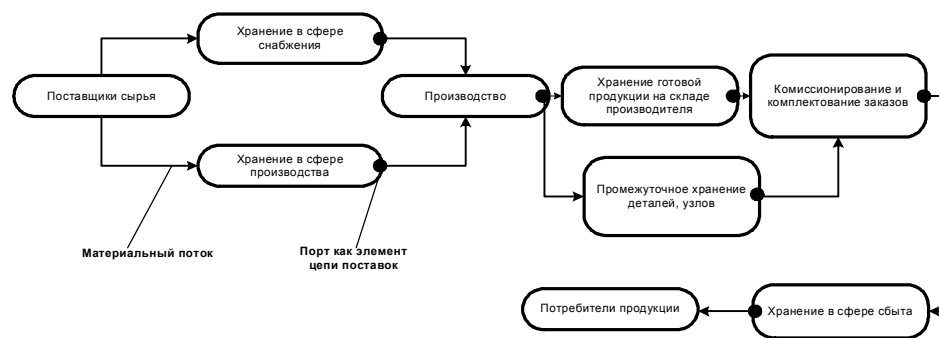 Хранение в сфере
снабжения
Поставщики сырья
Производство
Хранение готовой
продукции на складе
производителя
Комиссионирование и
комплектование заказов
Хранение в сфере
производства
Промежуточное хранение
деталей, узлов
Материальный поток
Порт как элемент
цепи поставок
Потребители продукции
Хранение в сфере сбыта